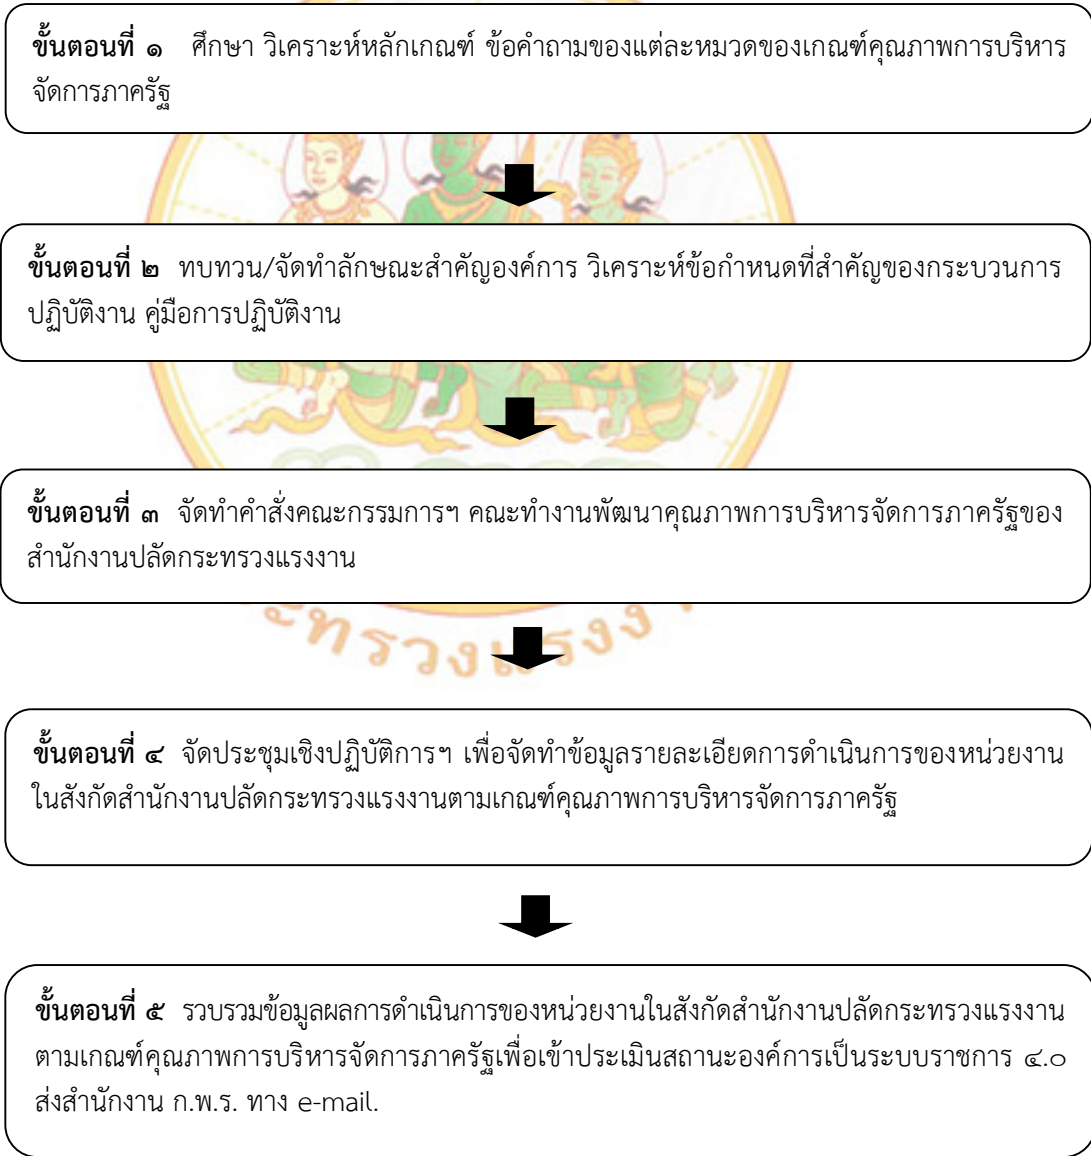 ขั้นตอนที่ ๑ ศึกษา วิเคราะห์หลักเกณฑ์ ข้อคำถามของแต่ละหมวดของเกณฑ์คุณภาพการบริหาร
จัดการภาครัฐ
ขั้นตอนที่ ๒ ทบทวน/จัดทำลักษณะสำคัญองค์การ วิเคราะห์ข้อกำหนดที่สำคัญของกระบวนการ
ปฏิบัติงาน คู่มือการปฏิบัติงาน
ขั้นตอนที่ ๓ จัดทำคำสั่งคณะกรรมการฯ คณะทำงานพัฒนาคุณภาพการบริหารจัดการภาครัฐของ
สำนักงานปลัดกระทรวงแรงงาน
ขั้นตอนที่ ๔ จัดประชุมเชิงปฏิบัติการฯ เพื่อจัดทำข้อมูลรายละเอียดการดำเนินการของหน่วยงาน
ในสังกัดสำนักงานปลัดกระทรวงแรงงานตามเกณฑ์คุณภาพการบริหารจัดการภาครัฐ
ขั้นตอนที่ ๕ รวบรวมข้อมูลผลการดำเนินการของหน่วยงานในสังกัดสำนักงานปลัดกระทรวงแรงงาน
ตามเกณฑ์คุณภาพการบริหารจัดการภาครัฐเพื่อเข้าประเมินสถานะองค์การเป็นระบบราชการ ๔.๐
ส่งสำนักงาน ก.พ.ร. ทาง e-mail.